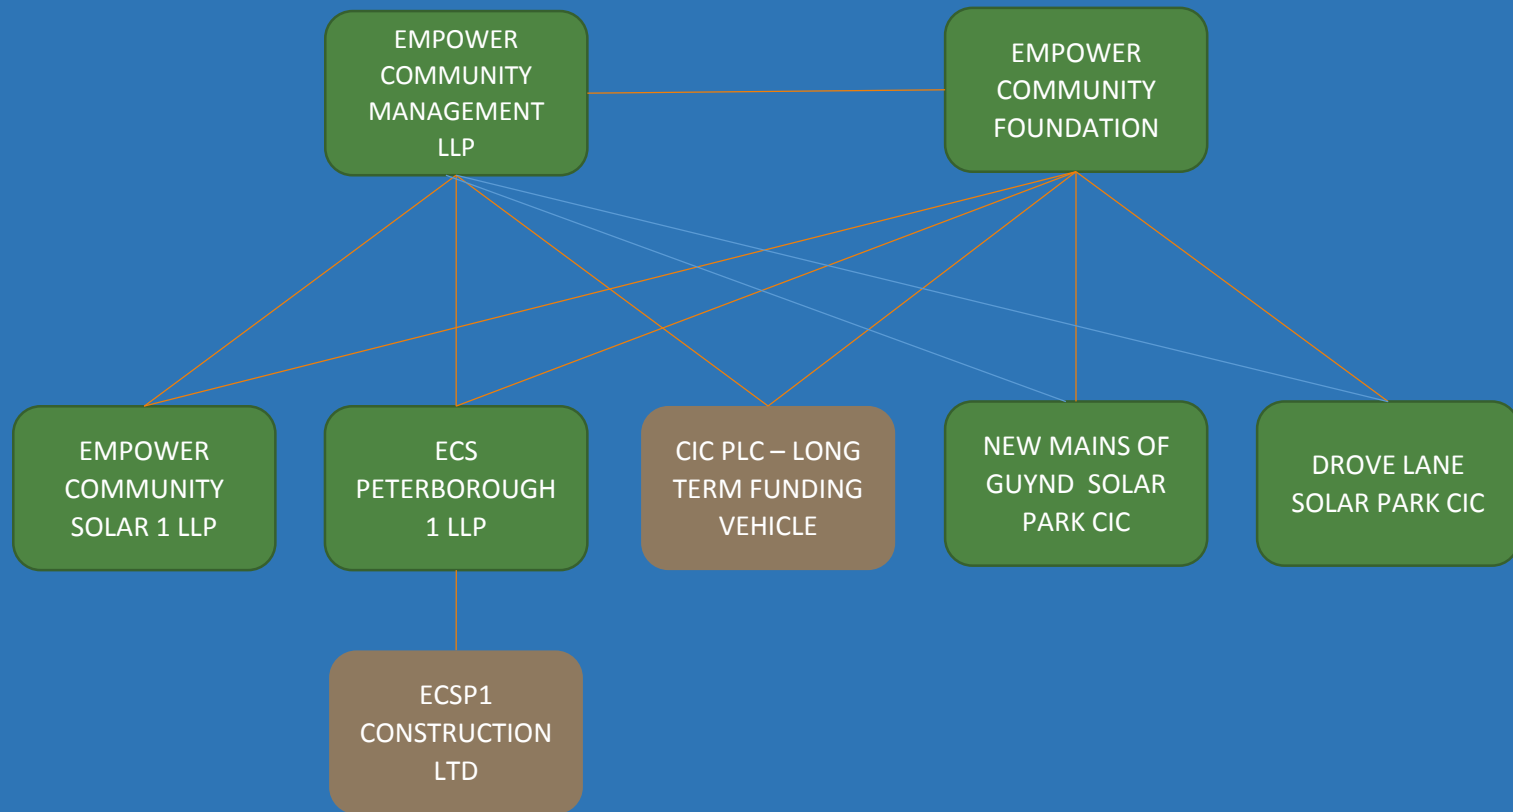 EMPOWER
COMMUNITY
MANAGEMENT
LLP
EMPOWER
COMMUNITY
FOUNDATION
EMPOWER
COMMUNITY
SOLAR 1 LLP
ECS
PETERBOROUGH
1 LLP
CIC PLC – LONG
TERM FUNDING
VEHICLE
NEW MAINS OF
GUYND  SOLAR
PARK CIC
DROVE LANE
SOLAR PARK CIC
ECSP1
CONSTRUCTION
LTD